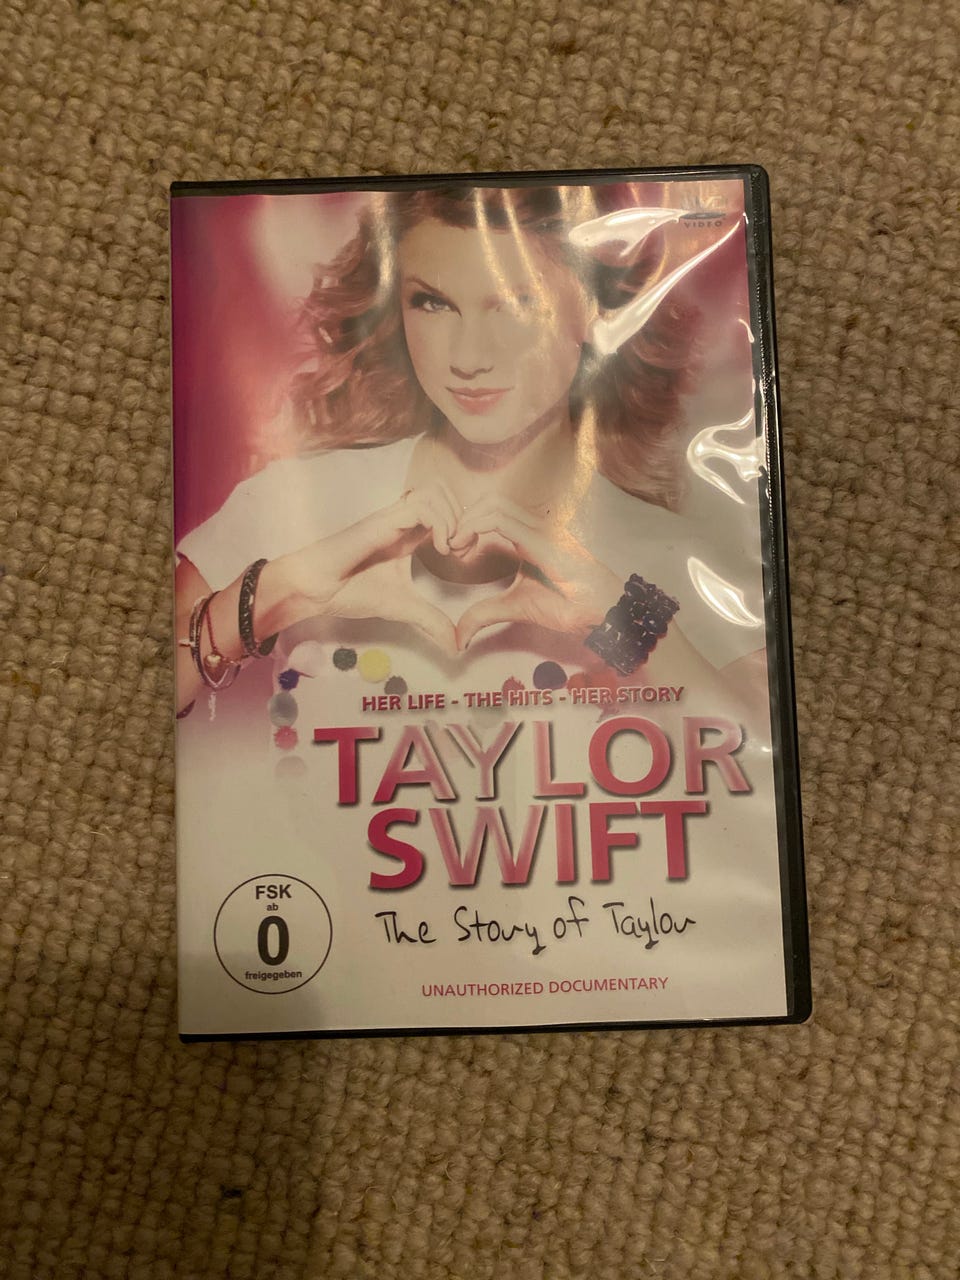 VIDEO
HER LIFE - THE HITS - HER STORY
TAYLOR
SWIFT
The Story of Taylor
UNAUTHORIZED DOCUMENTARY
FSK
ab
0
freigegeben